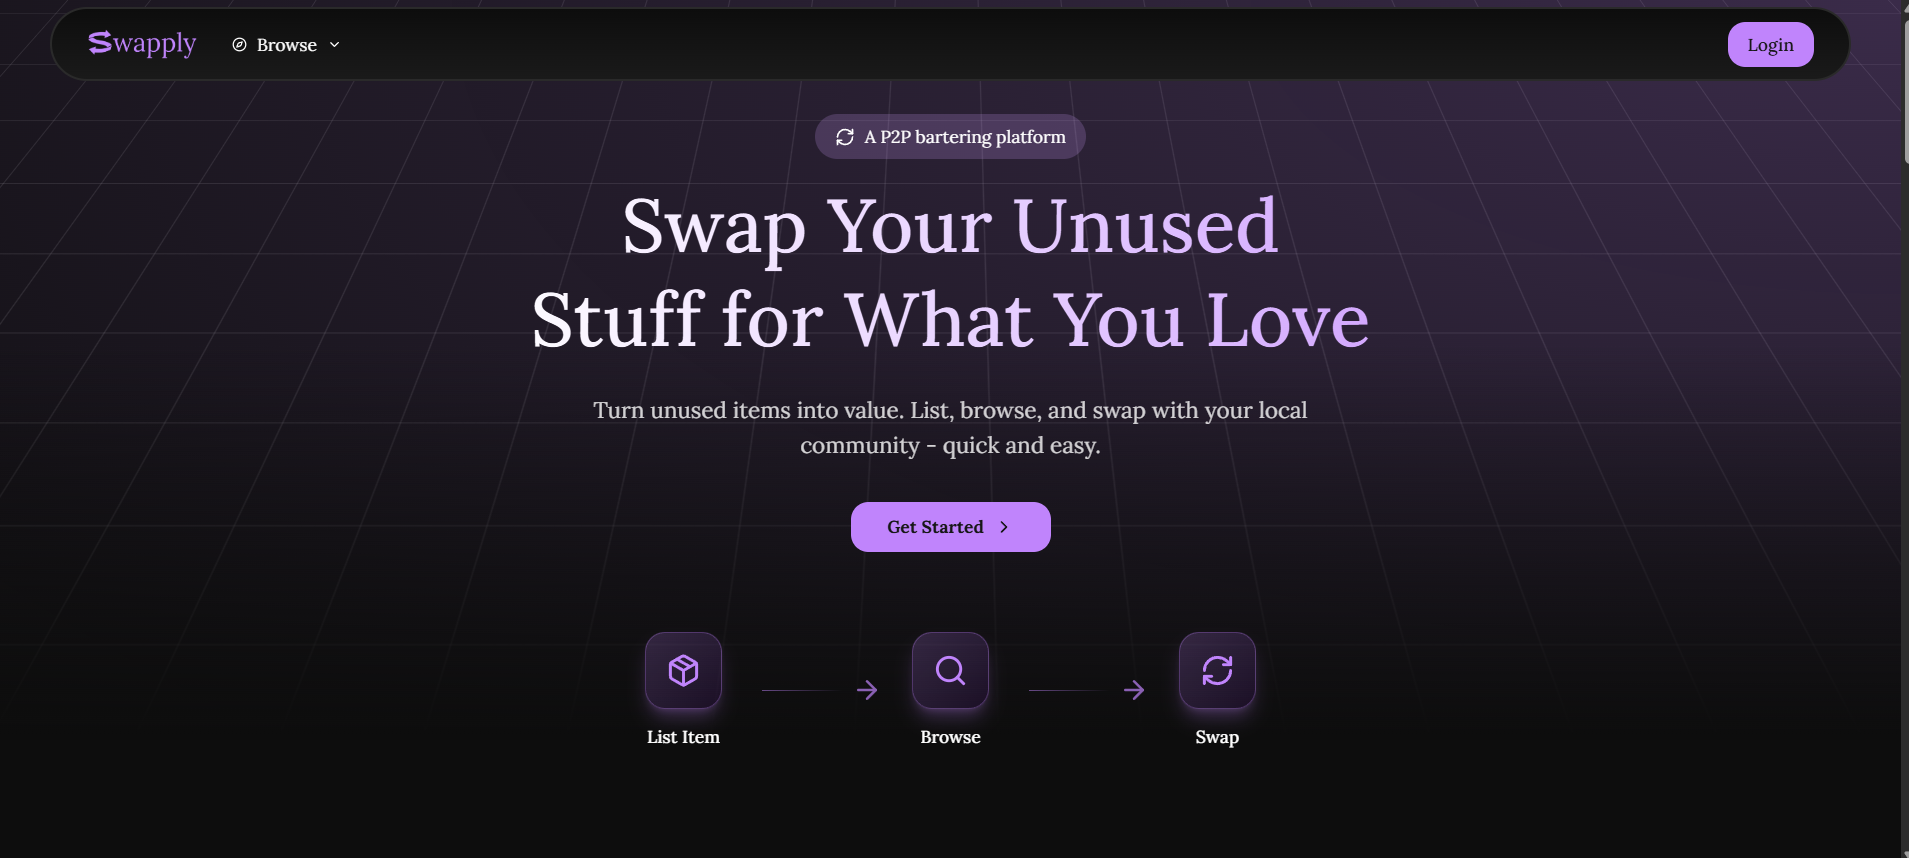 Swapply
Browse
Login
A P2P bartering platform
Swap Your Unused
Stuff for What You Love
Turn unused items into value. List, browse, and swap with your local
community - quick and easy.
Get Started
List Item
Browse
Swap